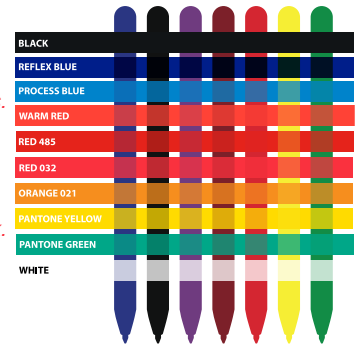 BLACK
REFLEX BLUE
PROCESS BLUE
WARM RED
RED 485
RED 032
ORANGE 021
PANTONE YELLOW
PANTONE GREEN
WHITE